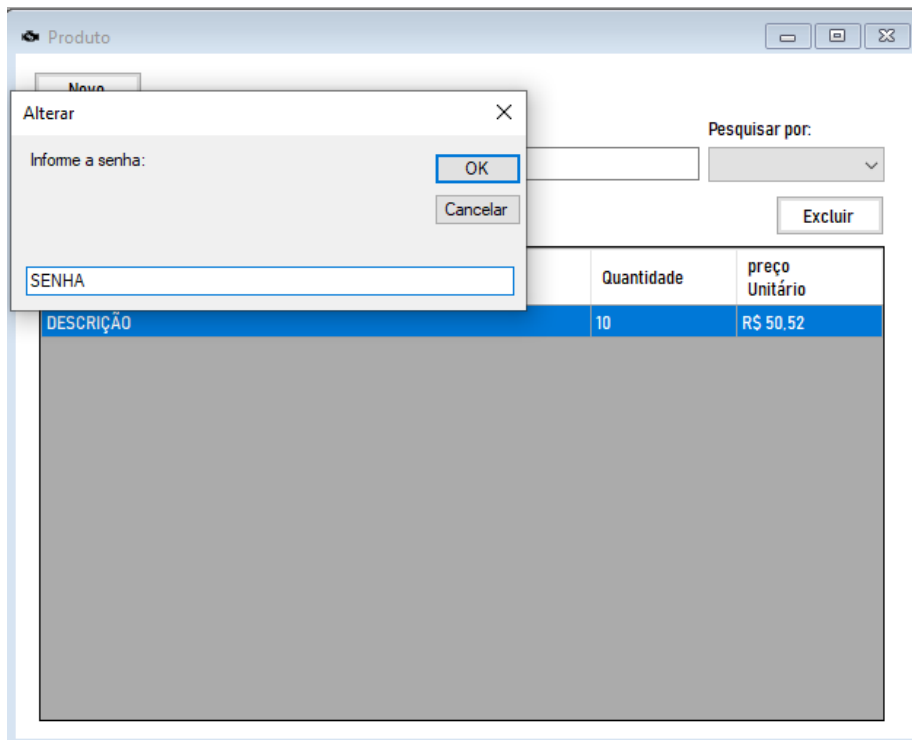 Produto
Novo
Alterar
Informe a senha:
OK
Cancelar
SENHA
Pesquisar por:
Excluir
Quantidade
preço
Unitário
DESCRIÇÃO 10 R$ 50,52